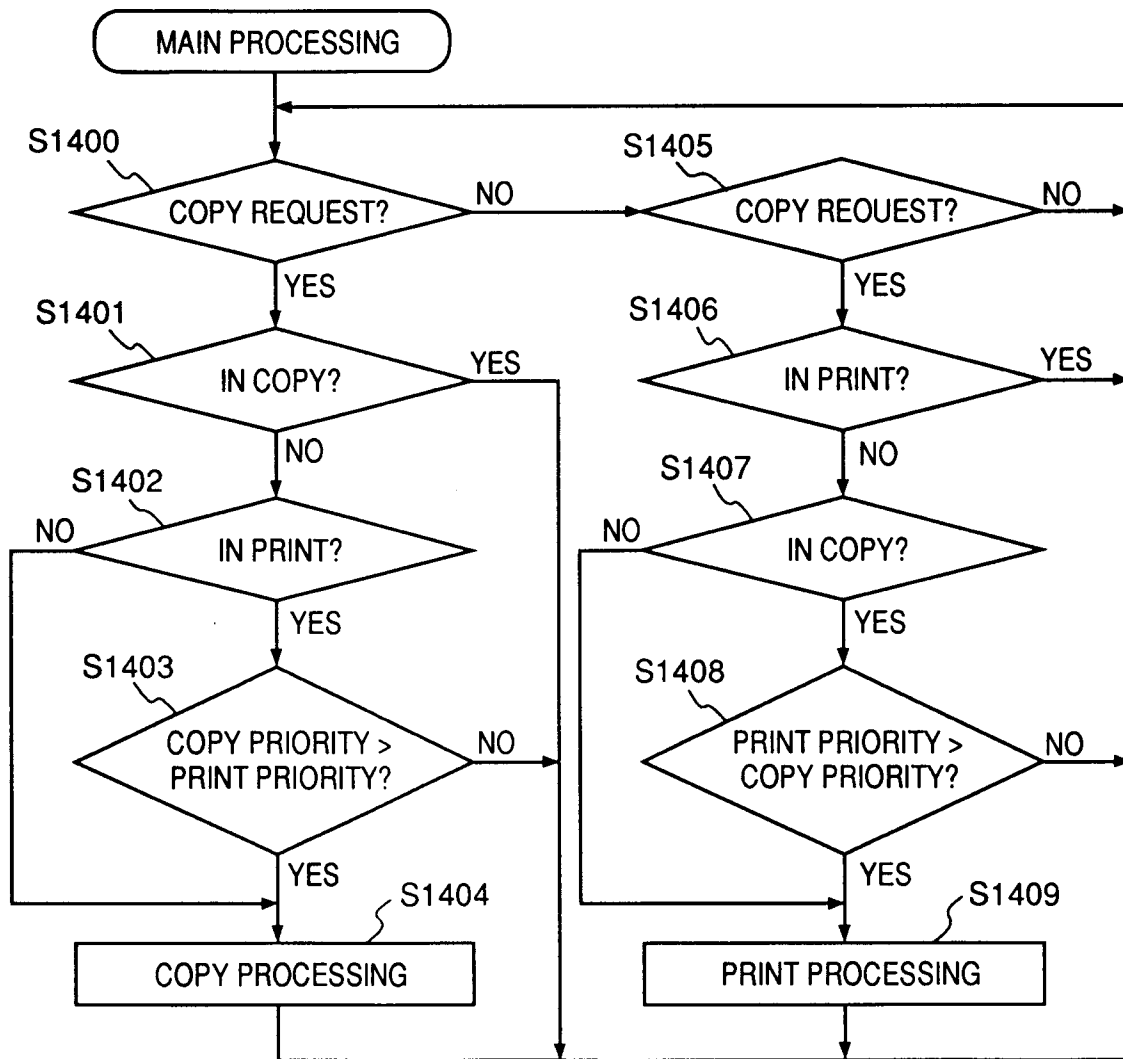 MAIN PROCESSING
S1400
COPY REQUEST?
NO
YES
S1401
IN COPY?
YES
NO
S1402
NO
IN PRINT?
YES
S1403
COPY PRIORITY >
PRINT PRIORITY?
NO
YES
S1404
COPY PROCESSING
S1405
COPY REOUEST?
NO
YES
S1406
IN PRINT?
YES
NO
S1407
NO
IN COPY?
YES
S1408
PRINT PRIORITY >
COPY PRIORITY?
NO
YES
S1409
PRINT PROCESSING